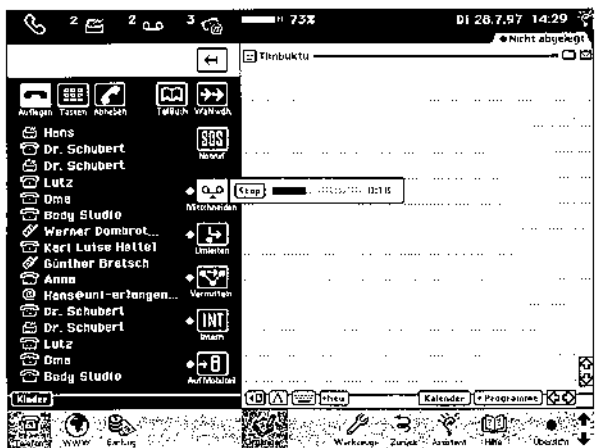 2 2 3 73% Di 28.7.97 14:29
Nicht abgelegt
Timbuktu
Auflegen Tasten Abheben TelBuch Wahlwdh.
Hans
Dr. Schubert
Dr. Schubert
Lutz
Oma
Body Studio
Werner Dombrot...
Karl Luise Hettel
Günther Bretsch
Anna
Hans@uni-erlangen...
Dr. Schubert
Dr. Schubert
Lutz
Oma
Body Studio
SOS
Notruf
Stop
Mitschneiden
Umleiten
Vermitteln
INT
Intern
Auf Mobilteil
Kinder
A Neu Kalender Programme
Telefon WWW Banking Werkzeuge Zurück Assistent Hilfe Übersicht